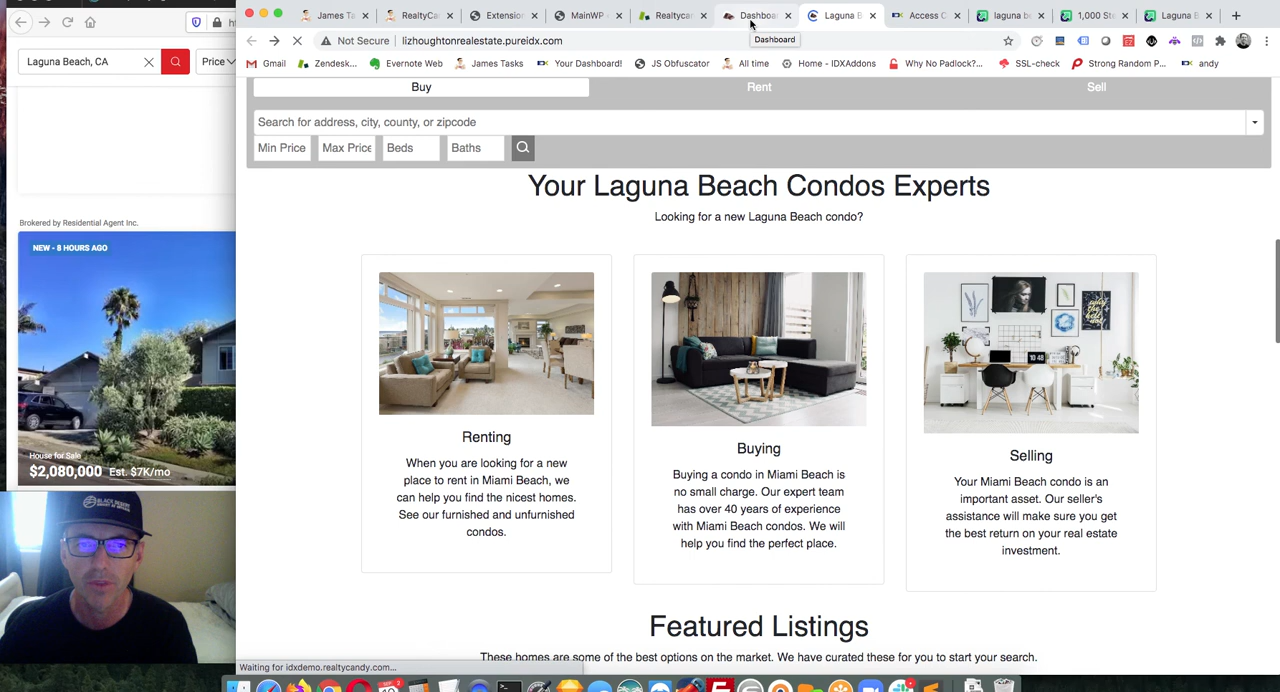 James Ta
RealtyCa
Extension
MainWP
Realtycar
Dashboa
Laguna B
Access C
laguna be
1,000 Ste
Laguna B
Not Secure
lizhoughtonrealestate.pureidx.com
Dashboard
Gmail
Zendesk...
Evernote Web
James Tasks
Your Dashboard!
JS Obfuscator
All time
Home - IDXAddons
Why No Padlock?...
SSL-check
Strong Random P...
andy
Laguna Beach, CA
Price
Brokered by Residential Agent Inc.
NEW - 8 HOURS AGO
House for Sale
$2,080,000 Est. $7K/mo
Buy
Rent
Sell
Search for address, city, county, or zipcode
Min Price
Max Price
Beds
Baths
Your Laguna Beach Condos Experts
Looking for a new Laguna Beach condo?
Renting
When you are looking for a new
place to rent in Miami Beach, we
can help you find the nicest homes.
See our furnished and unfurnished
condos.
Buying
Buying a condo in Miami Beach is
no small charge. Our expert team
has over 40 years of experience
with Miami Beach condos. We will
help you find the perfect place.
10 48
Selling
Your Miami Beach condo is an
important asset. Our seller's
assistance will make sure you get
the best return on your real estate
investment.
Featured Listings
These homes are some of the best options on the market. We have curated these for you to start your search.
Waiting for idxdemo.realtycandy.com...